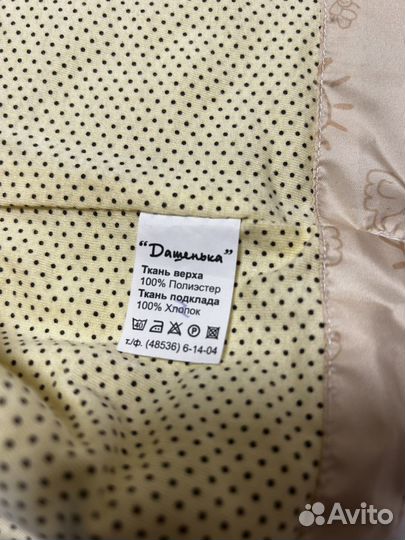 “Дашенька”
Ткань верха
100% Полиэстер
Ткань подклада
100% Хлопок
т./ф. (48536) 6-14-04
Avito